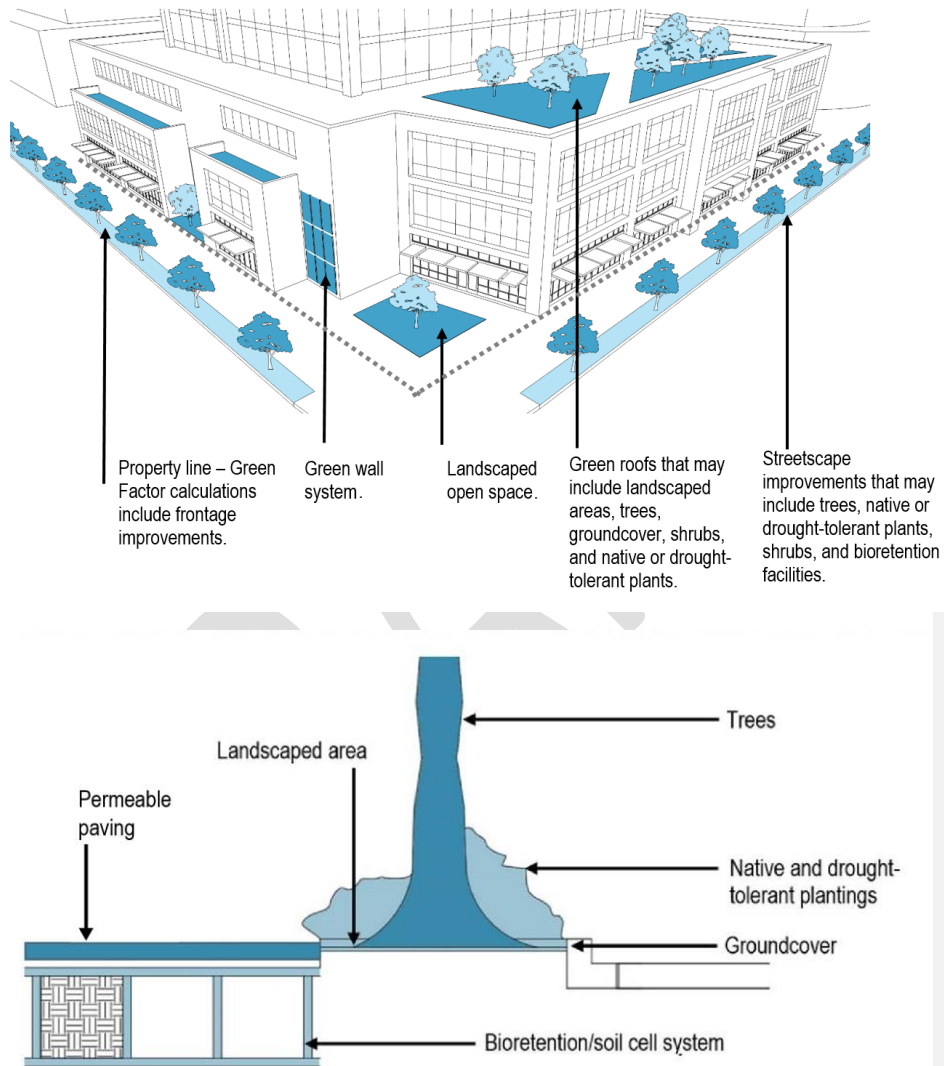 Property line – Green
Factor calculations
include frontage
improvements.
Green wall
system.
Landscaped
open space.
Green roofs that may
include landscaped
areas, trees,
groundcover, shrubs,
and native or drought-
tolerant plants.
Streetscape
improvements that may
include trees, native or
drought-tolerant plants,
shrubs, and bioretention
facilities.
Trees
Landscaped area
Permeable
paving
Native and drought-
tolerant plantings
Groundcover
Bioretention/soil cell system